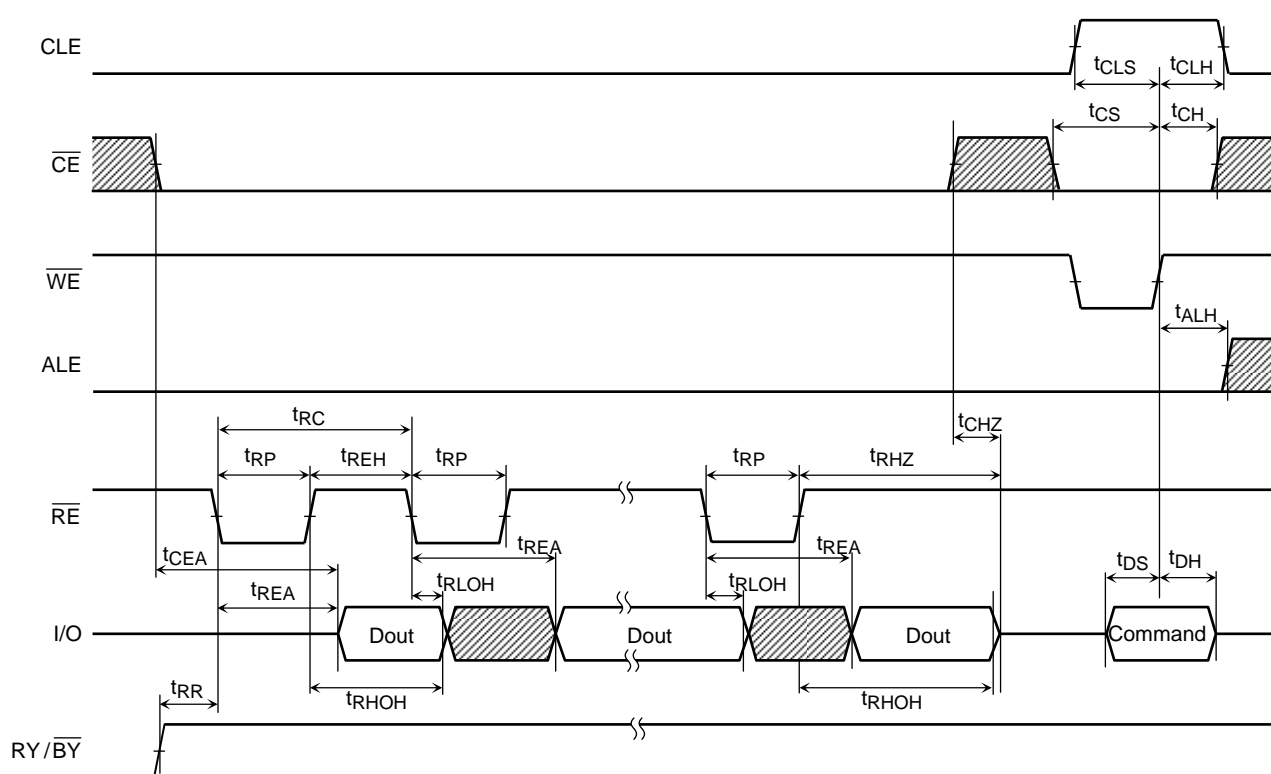 CLE
tCLS tCLH
tCS tCH
CE
WE
tALH
ALE
tRC
tCHZ
tRP tREH tRP tRP tRHZ
RE
tCEA tREA tREA
tREA tRLOH tRLOH tDS tDH
I/O Dout Dout Dout Command
tRR tRHOH tRHOH
RY/BY